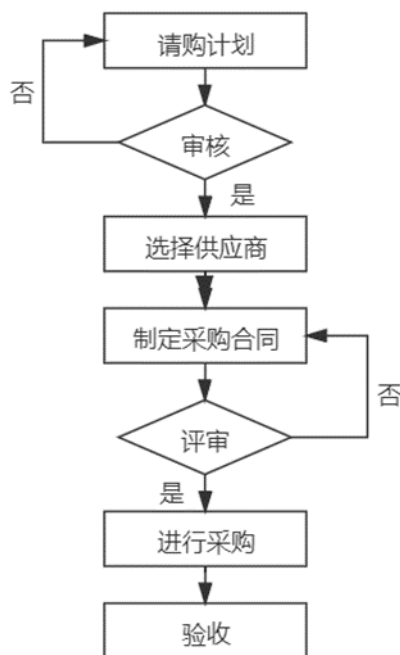 请购计划
否
审核
是
选择供应商
制定采购合同
否
评审
是
进行采购
验收